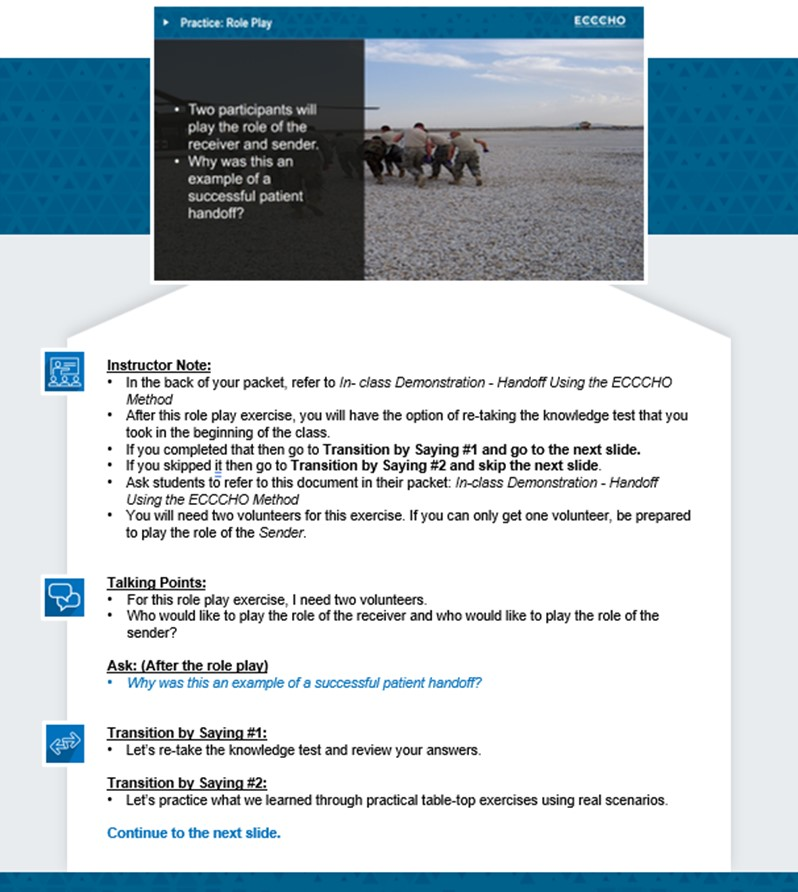 Practice: Role Play
ECCCHO
• Two participants will
play the role of the
receiver and sender.
• Why was this an
example of a
successful patient
handoff?
Instructor Note:
• In the back of your packet, refer to In- class Demonstration - Handoff Using the ECCCHO
Method
• After this role play exercise, you will have the option of re-taking the knowledge test that you
took in the beginning of the class.
• If you completed that then go to Transition by Saying #1 and go to the next slide.
• If you skipped it then go to Transition by Saying #2 and skip the next slide.
• Ask students to refer to this document in their packet: In-class Demonstration - Handoff
Using the ECCCHO Method
• You will need two volunteers for this exercise. If you can only get one volunteer, be prepared
to play the role of the Sender.
Talking Points:
• For this role play exercise, I need two volunteers.
• Who would like to play the role of the receiver and who would like to play the role of the
sender?
Ask: (After the role play)
• Why was this an example of a successful patient handoff?
Transition by Saying #1:
• Let's re-take the knowledge test and review your answers.
Transition by Saying #2:
• Let's practice what we learned through practical table-top exercises using real scenarios.
Continue to the next slide.